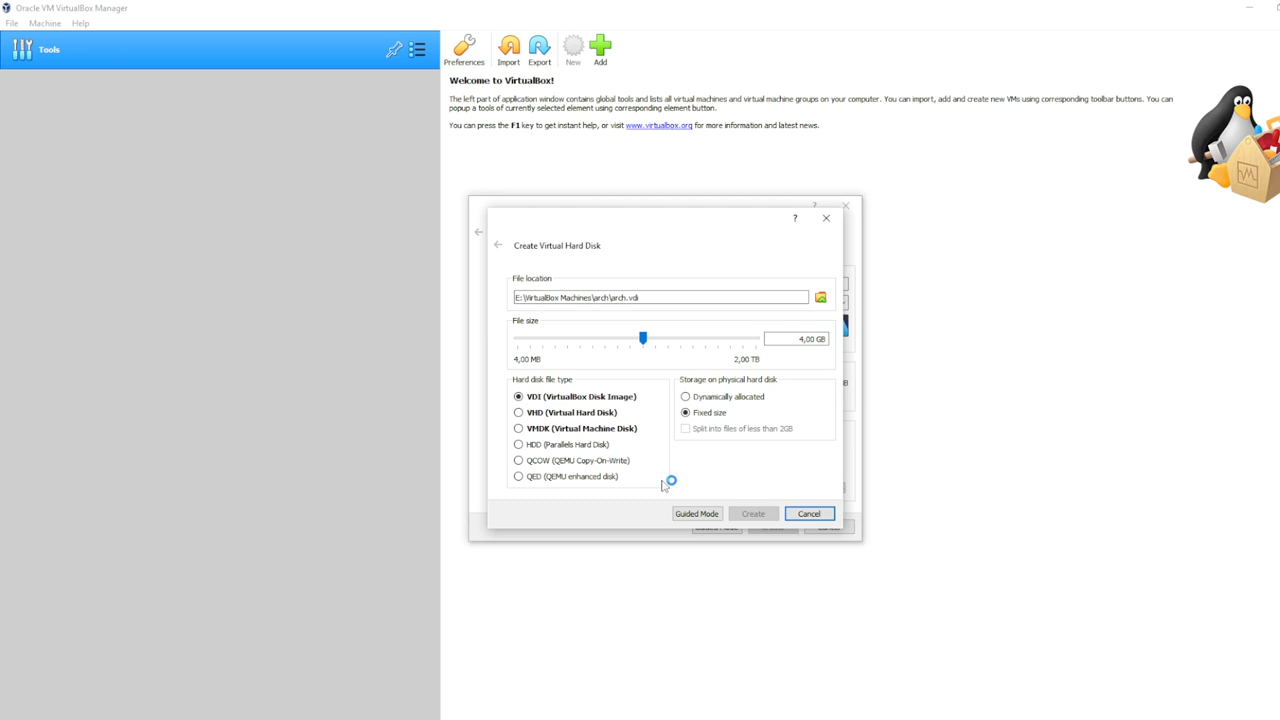 Oracle VM VirtualBox Manager
File Machine Help
Tools
Preferences Import Export New Add
Welcome to VirtualBox!
The left part of application window contains global tools and lists all virtual machines and virtual machine groups on your computer. You can import, add and create new VMs using corresponding toolbar buttons. You can
popup a tools of currently selected element using corresponding element button.
You can press the F1 key to get instant help, or visit www.virtualbox.org for more information and latest news.
?
?
Create Virtual Hard Disk
File location
E:\VirtualBox Machines\arch\arch.vdi
File size
4,00 GB
4,00 MB 2,00 TB
Hard disk file type
VDI (VirtualBox Disk Image)
VHD (Virtual Hard Disk)
VMDK (Virtual Machine Disk)
HDD (Parallels Hard Disk)
QCOW (QEMU Copy-On-Write)
QED (QEMU enhanced disk)
Storage on physical hard disk
Dynamically allocated
Fixed size
Split into files of less than 2GB
Guided Mode Create Cancel